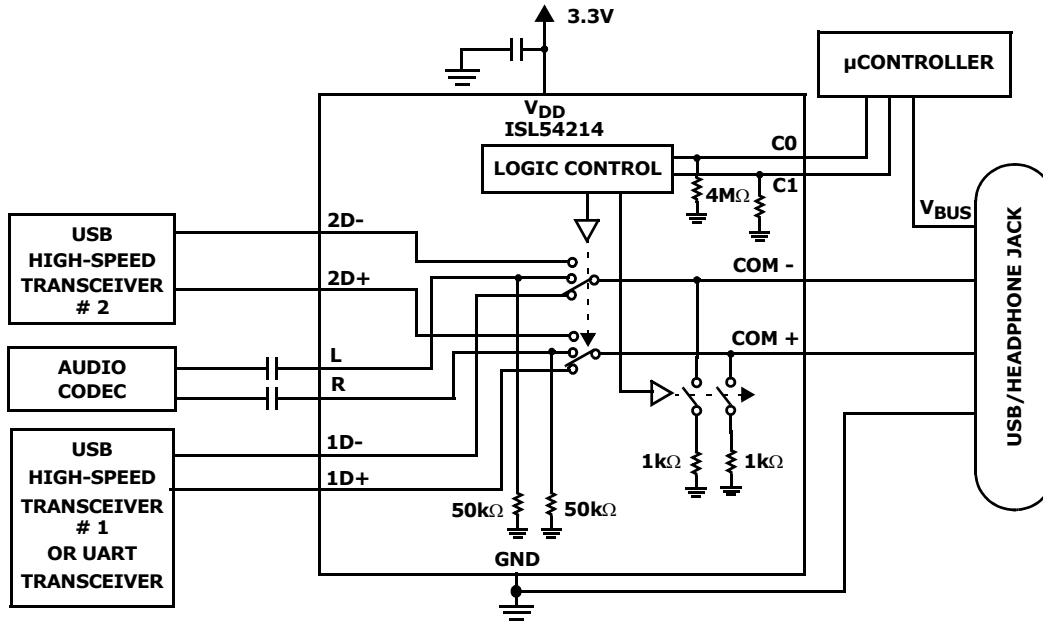 3.3V
µCONTROLLER
VDD
ISL54214
LOGIC CONTROL
C0
C1
4MΩ
VBUS
USB
HIGH-SPEED
TRANSCEIVER
# 2
2D-
2D+
COM -
COM +
AUDIO
CODEC
L
R
USB
HIGH-SPEED
TRANSCEIVER
# 1
OR UART
TRANSCEIVER
1D-
1D+
50kΩ
50kΩ
1kΩ
1kΩ
GND
USB/HEADPHONE JACK